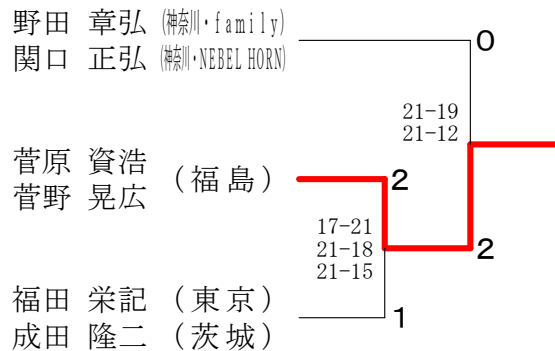 野田 章弘 (神奈川・family)
関口 正弘 (神奈川・NEBEL HORN)
0
21-19
21-12
菅原 資浩
菅野 晃広
(福島)
2
17-21
21-18
21-15
2
福田 栄記 (東京)
成田 隆二 (茨城)
1